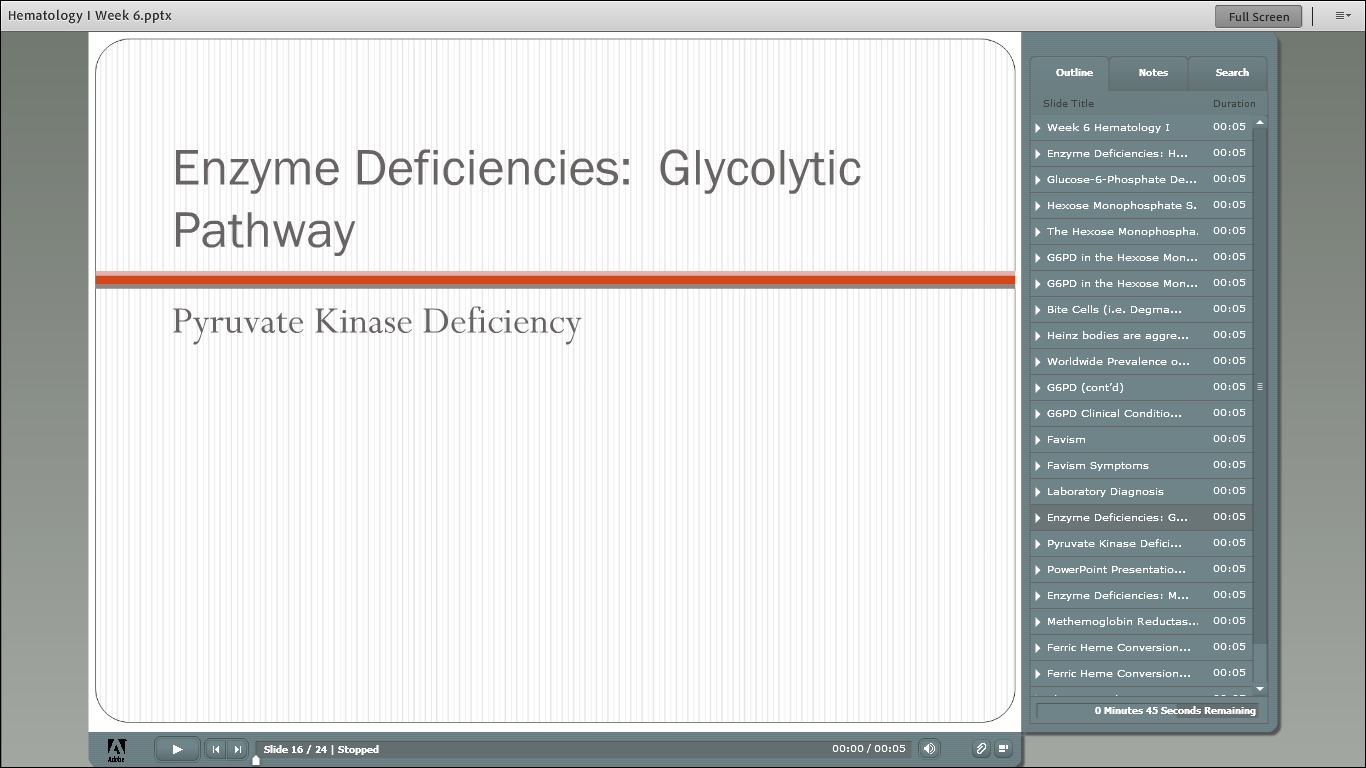 Hematology I Week 6.pptx
Full Screen
Enzyme Deficiencies:  Glycolytic
Pathway
Pyruvate Kinase Deficiency
Outline
Notes
Search
Slide Title Duration
Week 6 Hematology I 00:05
Enzyme Deficiencies: H... 00:05
Glucose-6-Phosphate De... 00:05
Hexose Monophosphate S. 00:05
The Hexose Monophospha. 00:05
G6PD in the Hexose Mon... 00:05
G6PD in the Hexose Mon... 00:05
Bite Cells (i.e. Degma... 00:05
Heinz bodies are aggre... 00:05
Worldwide Prevalence o... 00:05
G6PD (cont'd) 00:05
G6PD Clinical Conditio... 00:05
Favism 00:05
Favism Symptoms 00:05
Laboratory Diagnosis 00:05
Enzyme Deficiencies: G... 00:05
Pyruvate Kinase Defici... 00:05
PowerPoint Presentatio... 00:05
Enzyme Deficiencies: M... 00:05
Methemoglobin Reductas... 00:05
Ferric Heme Conversion... 00:05
Ferric Heme Conversion... 00:05
0 Minutes 45 Seconds Remaining
Adobe
Slide 16 / 24 | Stopped
00:00 / 00:05